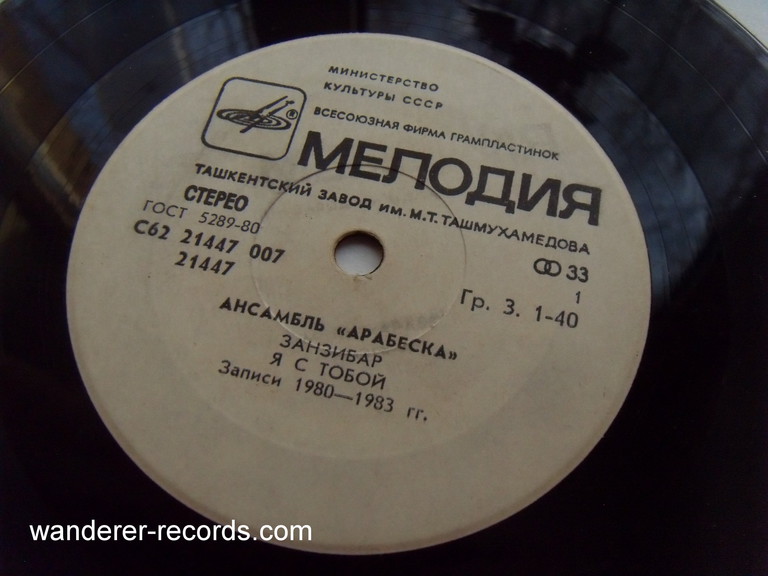 МИНИСТЕРСТВО
КУЛЬТУРЫ СССР
®
ВСЕСОЮЗНАЯ ФИРМА ГРАМПЛАСТИНОК
МЕЛОДИЯ
ТАШКЕНТСКИЙ ЗАВОД ИМ. М.Т. ТАШМУХАМЕДОВА
СТЕРЕО
ГОСТ 5289-80
С62 21447 007
21447
33
1
Гр. 3. 1-40
АНСАМБЛЬ «АРАБЕСКА»
ЗАНЗИБАР
Я С ТОБОЙ
Записи 1980—1983 гг.
wanderer-records.com